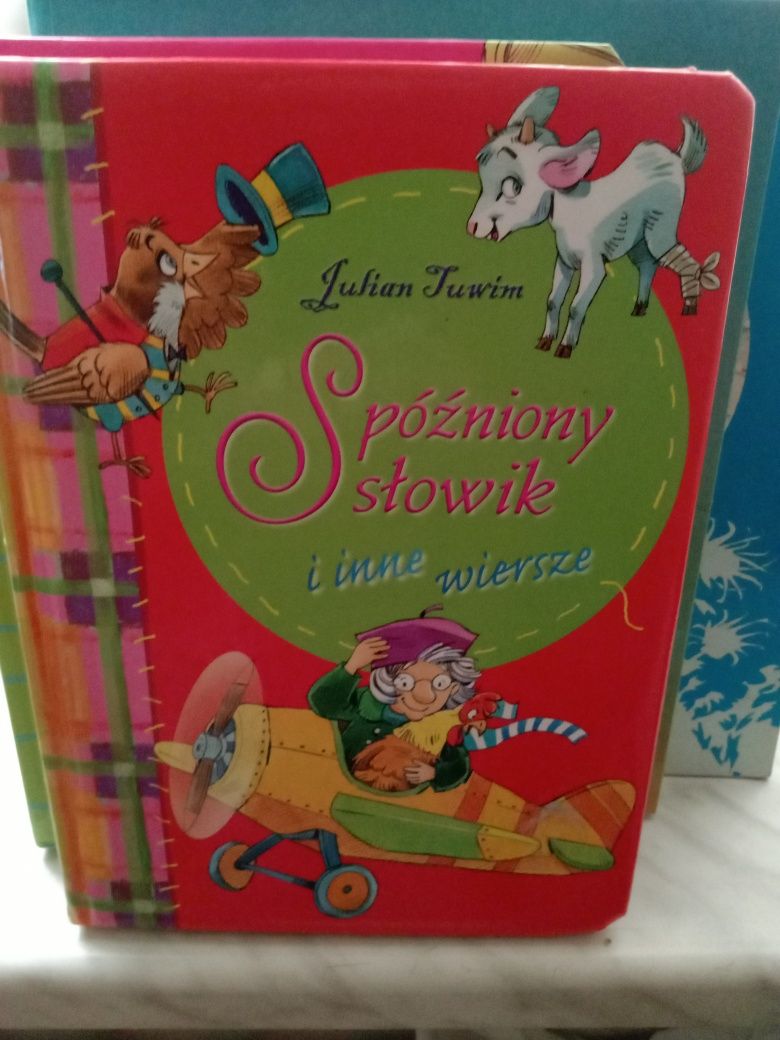 Julian Tuwim
Spóźniony
słowik
i inne wiersze